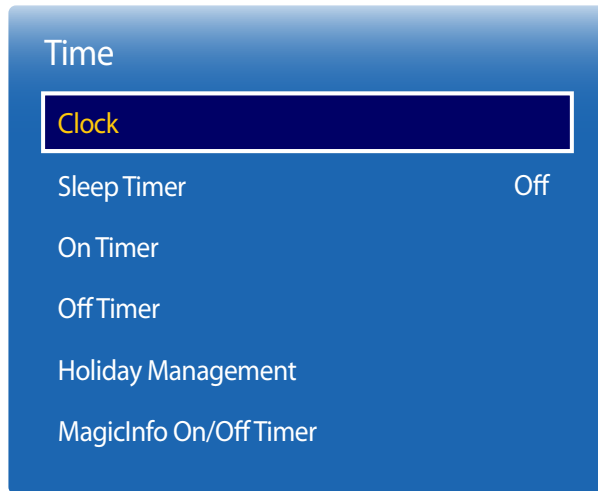 Time
Clock
Sleep Timer Off
On Timer
Off Timer
Holiday Management
MagicInfo On/Off Timer